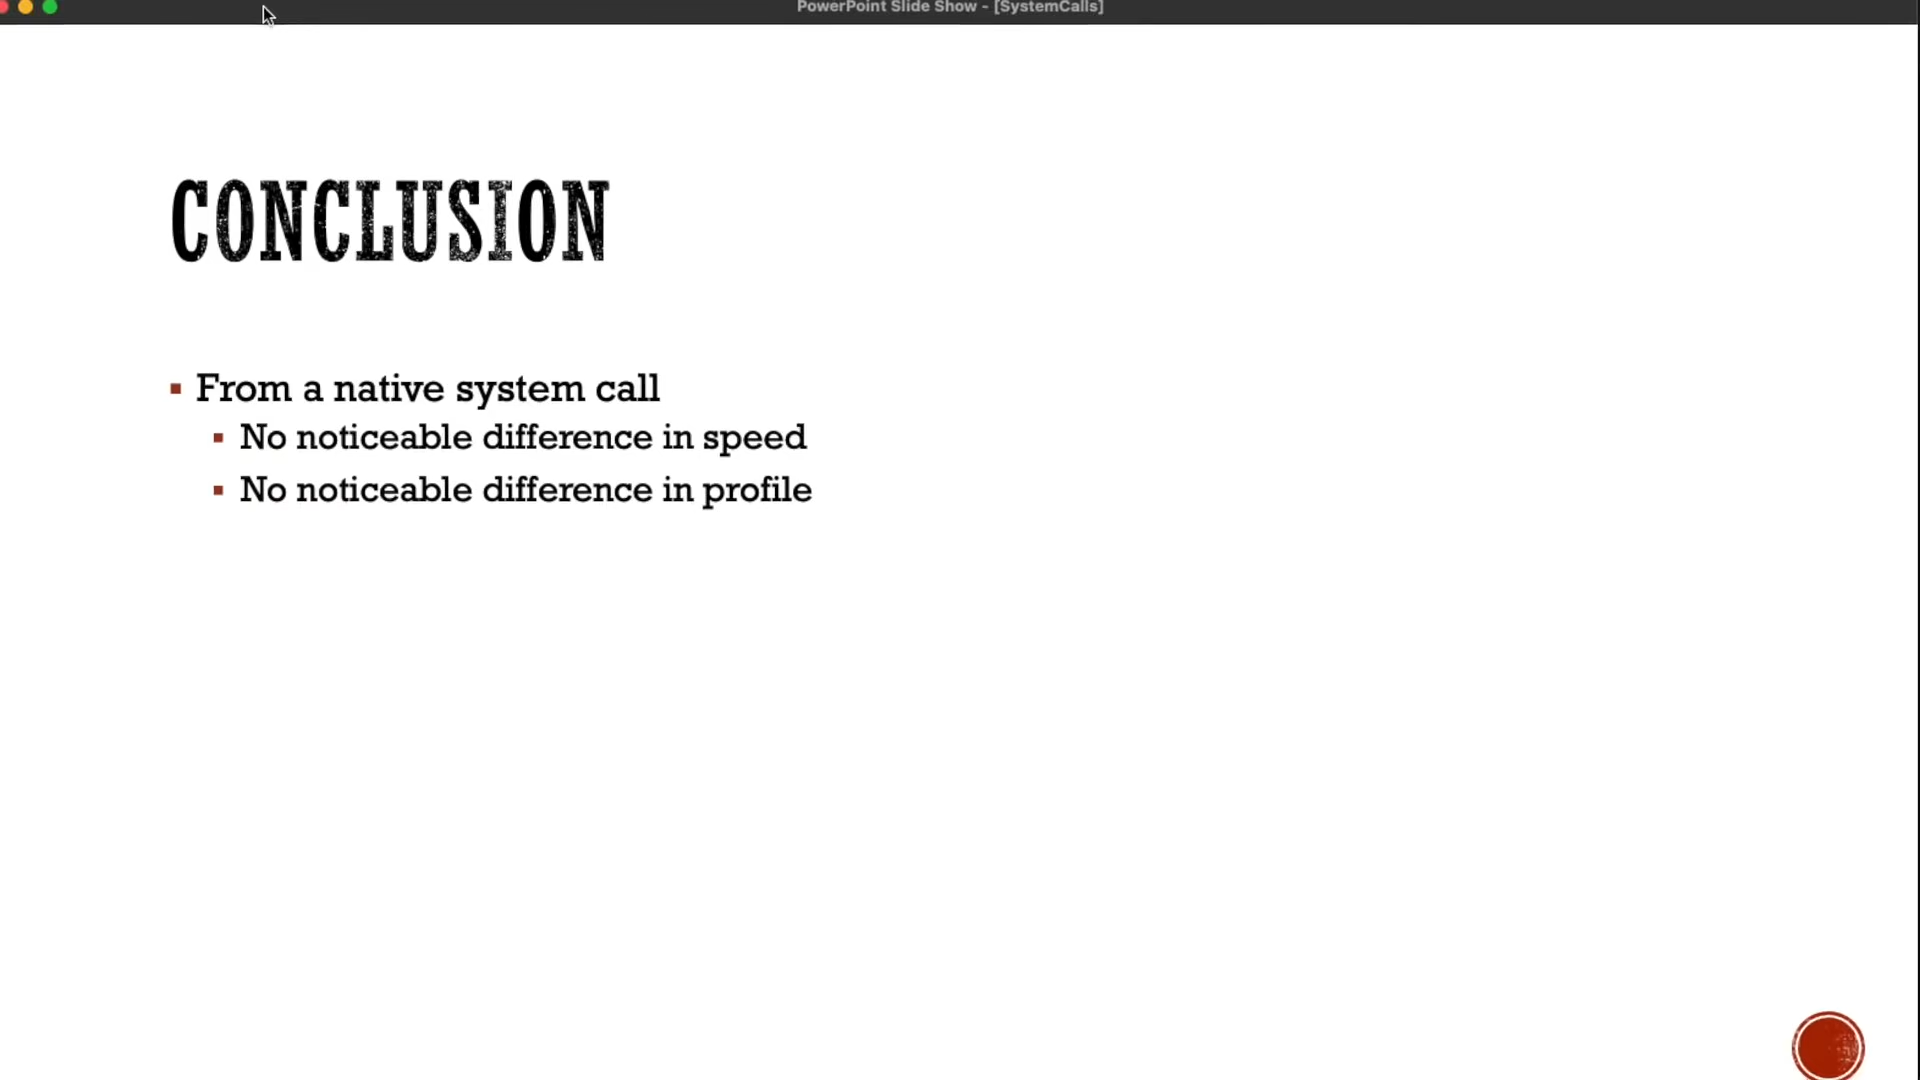 PowerPoint Slide Show - [SystemCalls]
CONCLUSION
From a native system call
No noticeable difference in speed
No noticeable difference in profile